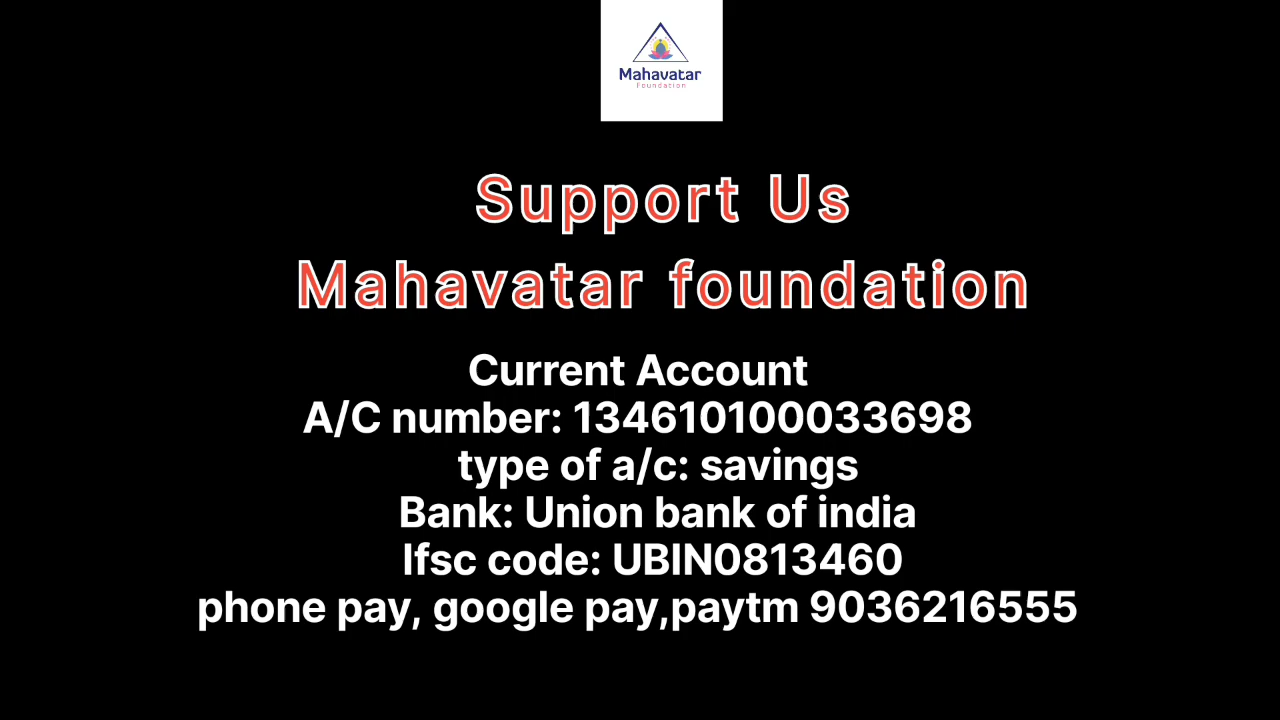 Mahavatar
Foundation
Support Us
Mahavatar foundation
Current Account
A/C number: 134610100033698
type of a/c: savings
Bank: Union bank of india
Ifsc code: UBIN0813460
phone pay, google pay,paytm 9036216555